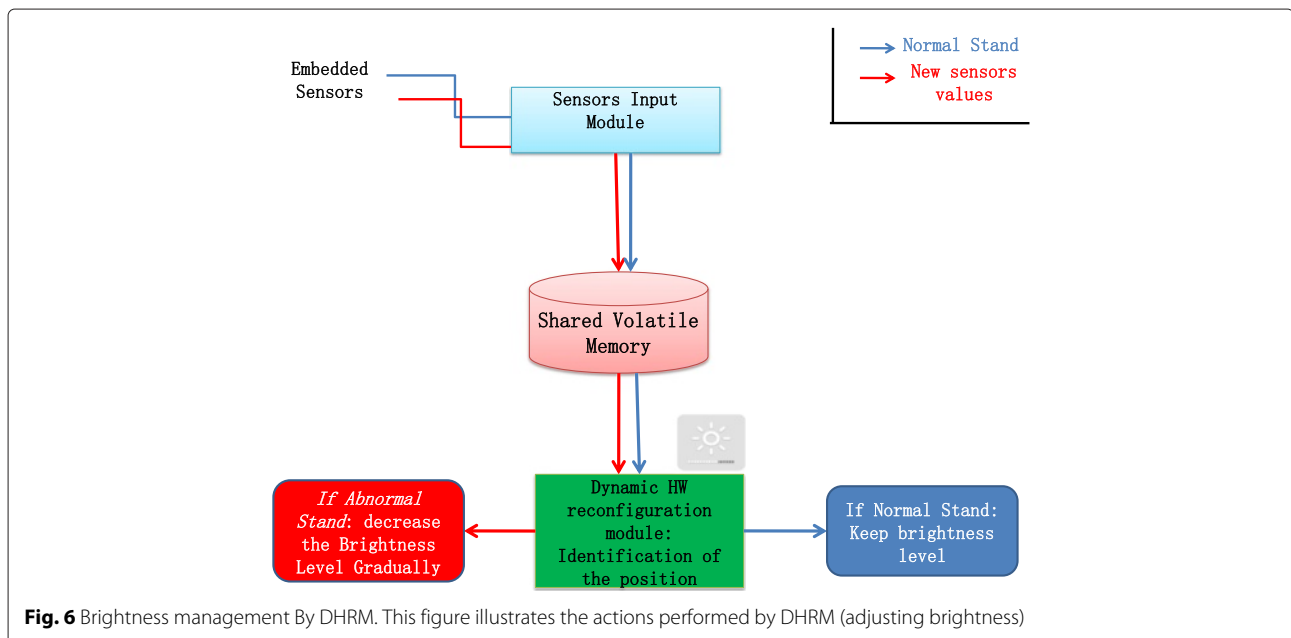 Embedded
Sensors
Sensors Input
Module
Normal Stand
New sensors
values
Shared Volatile
Memory
If Abnormal
Stand: decrease
the Brightness
Level Gradually
Dynamic HW
reconfiguration
module:
Identification of
the position
If Normal Stand:
Keep brightness
level
Fig. 6 Brightness management By DHRM. This figure illustrates the actions performed by DHRM (adjusting brightness)